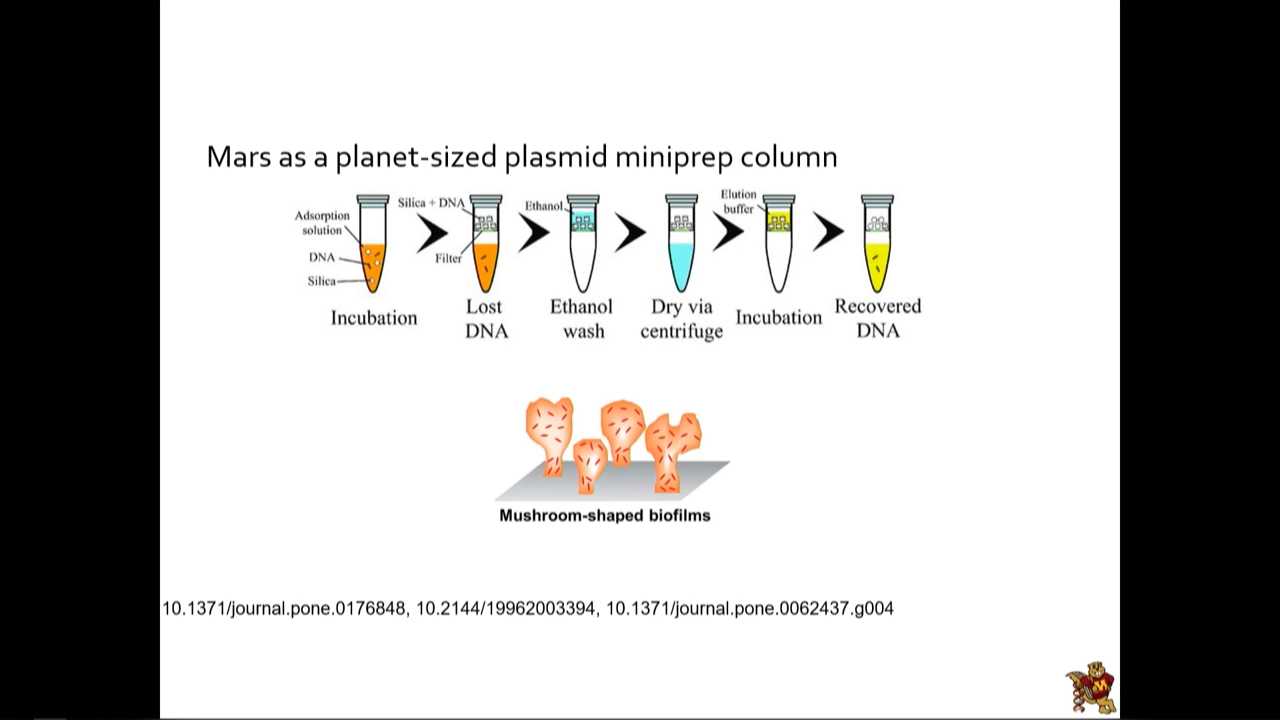 Mars as a planet-sized plasmid miniprep column
Adsorption
solution
DNA
Silica
Incubation
Silica + DNA
Filter
Lost
DNA
Ethanol
Ethanol
wash
Dry via
centrifuge
Elution
buffer
Incubation
Recovered
DNA
Mushroom-shaped biofilms
10.1371/journal.pone.0176848, 10.2144/19962003394, 10.1371/journal.pone.0062437.g004
M